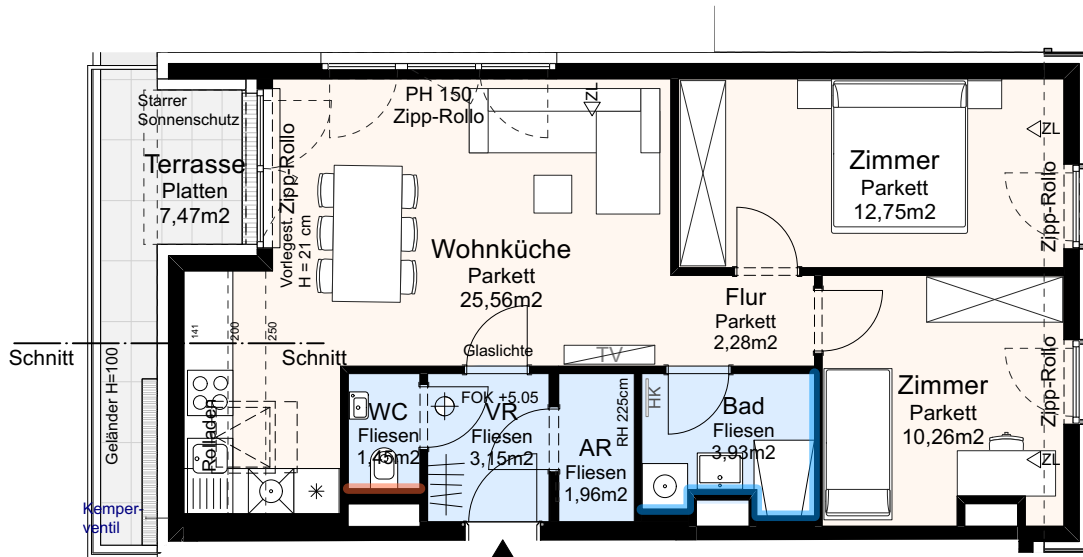 Starrer
Sonnenschutz
Terrasse
Platten
7,47m2
Vorlegest.
H = 21 cm
Zipp-Rollo
PH 150
Zipp-Rollo
ZL
Wohnküche
Parkett
25,56m2
Zimmer
Parkett
12,75m2
ZL
Zipp-Rollo
Flur
Parkett
2,28m2
141
200
250
Schnitt
Schnitt
Glaslichte
TV
Geländer H=100
Rolladen
WC
Fliesen
1,45m2
FOK +5.05
VR
Fliesen
3,15m2
RH 225cm
AR
Fliesen
1,96m2
HK
Bad
Fliesen
3,93m2
Zimmer
Parkett
10,26m2
Zipp-Rollo
ZL
Kemper-
ventil